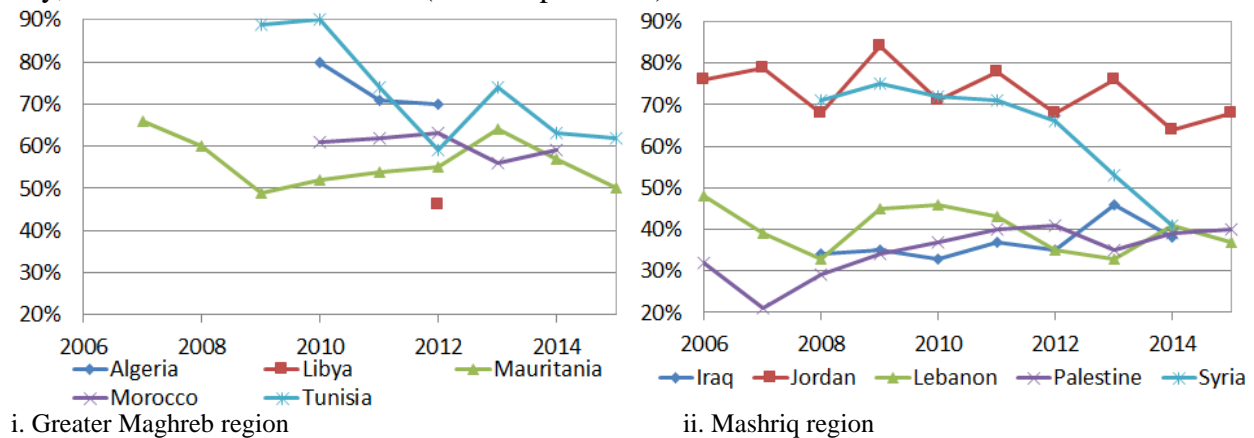 90%
80%
70%
60%
50%
40%
30%
20%
2006 2008 2010 2012 2014
Algeria Libya Mauritania
Morocco Tunisia
i. Greater Maghreb region
90%
80%
70%
60%
50%
40%
30%
20%
2006 2008 2010 2012 2014
Iraq Jordan Lebanon Palestine Syria
ii. Mashriq region